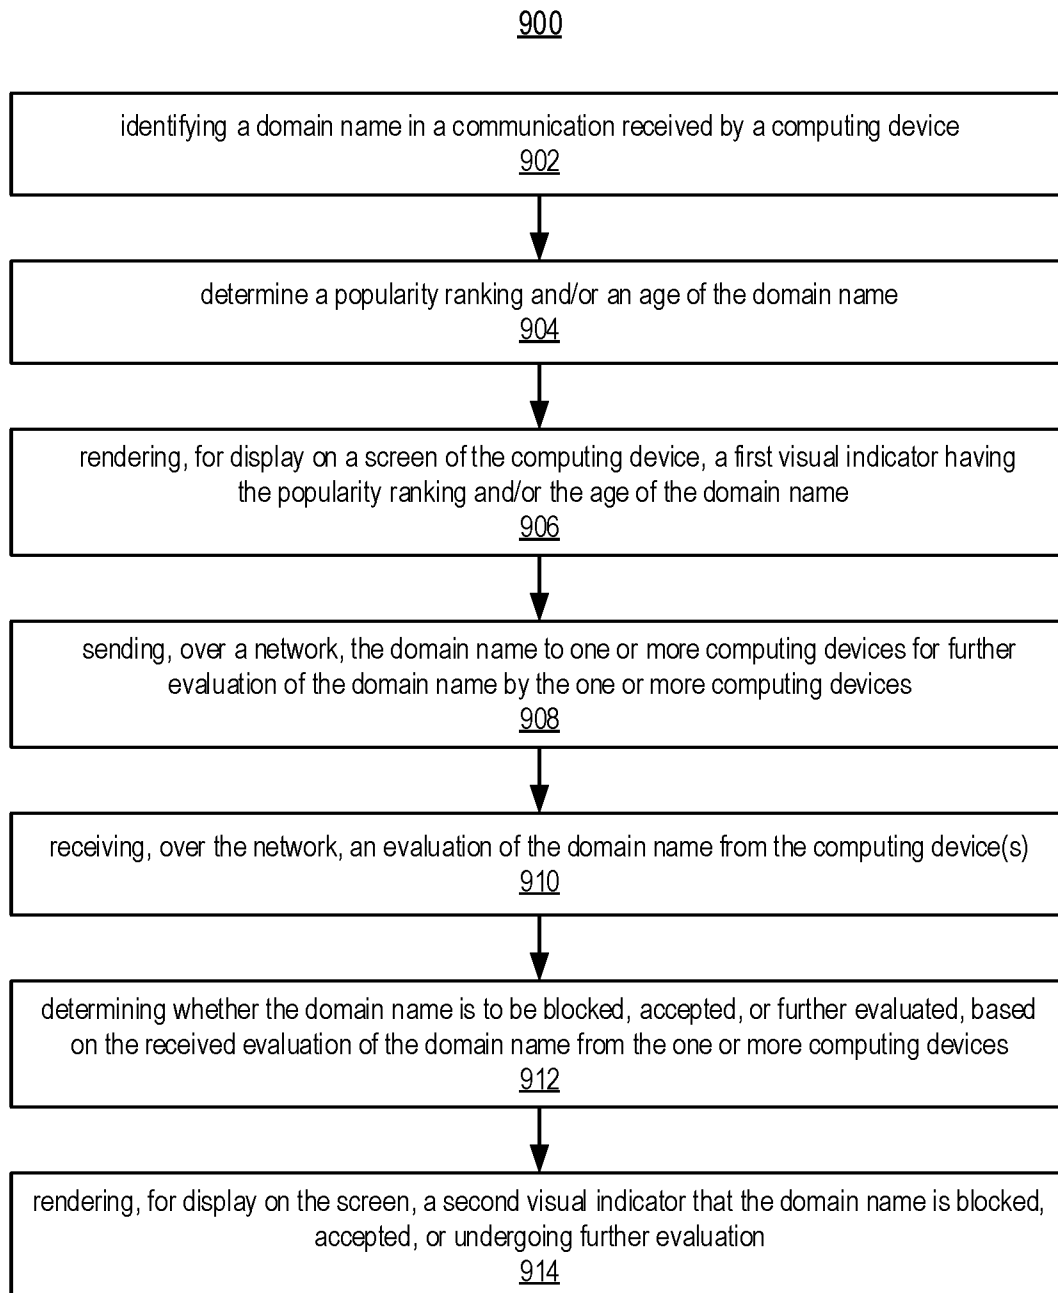 900
identifying a domain name in a communication received by a computing device
902
determine a popularity ranking and/or an age of the domain name
904
rendering, for display on a screen of the computing device, a first visual indicator having
the popularity ranking and/or the age of the domain name
906
sending, over a network, the domain name to one or more computing devices for further
evaluation of the domain name by the one or more computing devices
908
receiving, over the network, an evaluation of the domain name from the computing device(s)
910
determining whether the domain name is to be blocked, accepted, or further evaluated, based
on the received evaluation of the domain name from the one or more computing devices
912
rendering, for display on the screen, a second visual indicator that the domain name is blocked,
accepted, or undergoing further evaluation
914